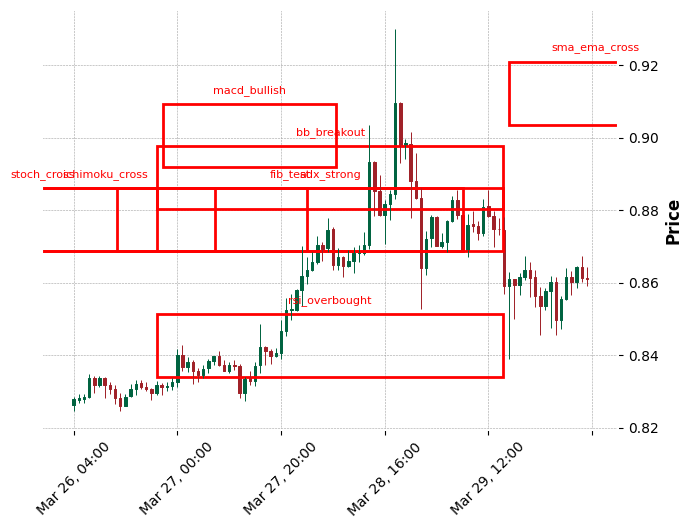 sma_ema_cross
0.92
macd_bullish
0.90
bb_breakout
stoch_cross
ichimoku_cross
fib_test
adx_strong
0.88
Price
0.86
rsi_overbought
0.84
0.82
Mar 26, 04:00
Mar 27, 00:00
Mar 27, 20:00
Mar 28, 16:00
Mar 29, 12:00